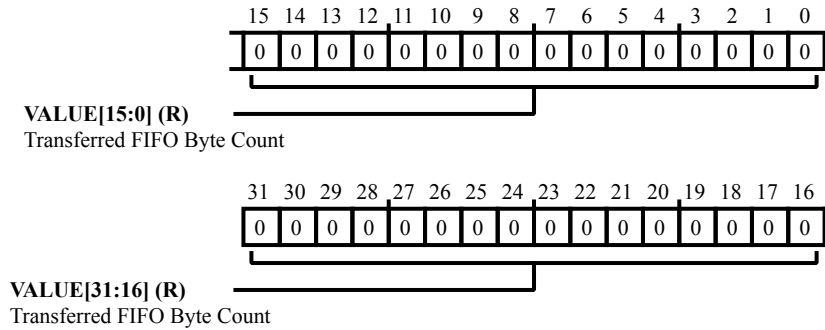 15 14 13 12 11 10 9 8 7 6 5 4 3 2 1 0
0 0 0 0 0 0 0 0 0 0 0 0 0 0 0 0
VALUE[15:0] (R)
Transferred FIFO Byte Count
31 30 29 28 27 26 25 24 23 22 21 20 19 18 17 16
0 0 0 0 0 0 0 0 0 0 0 0 0 0 0 0
VALUE[31:16] (R)
Transferred FIFO Byte Count